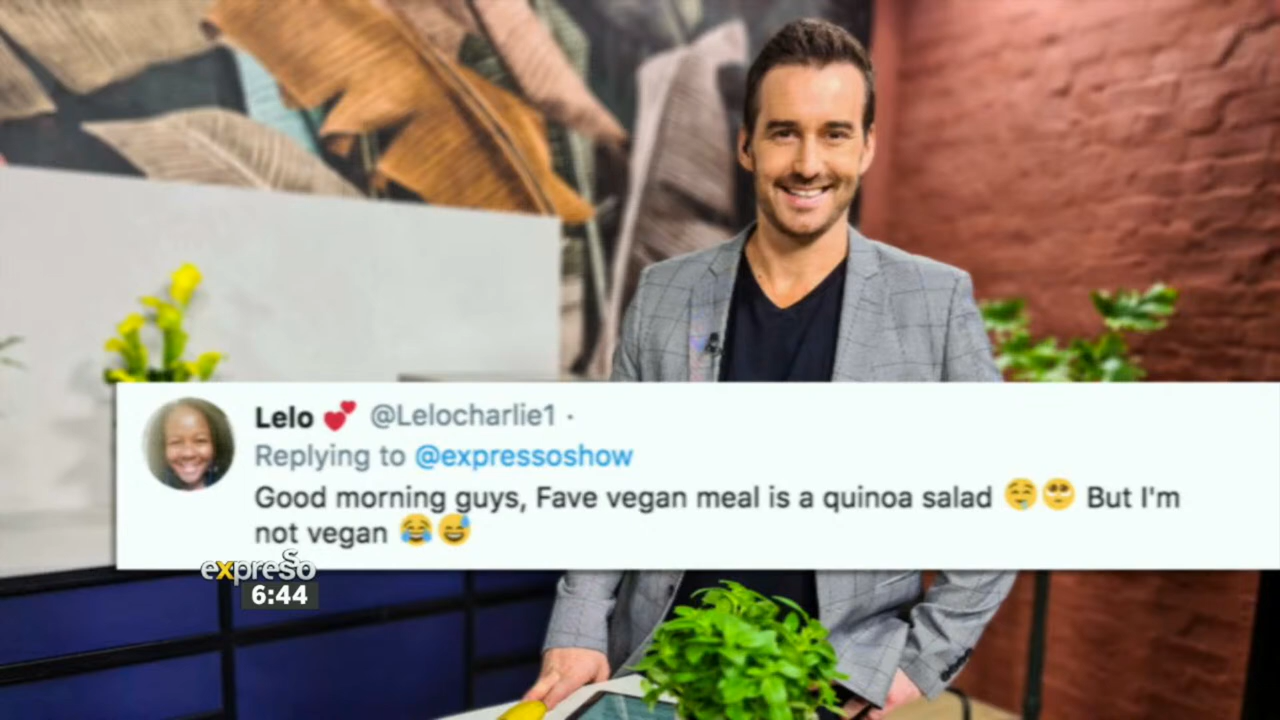 Lelo 💕 @Lelocharlie1 ·
Replying to @expressoshow
Good morning guys, Fave vegan meal is a quinoa salad 🤤🥺 But I'm
not vegan 😂😅
expresso
6:44